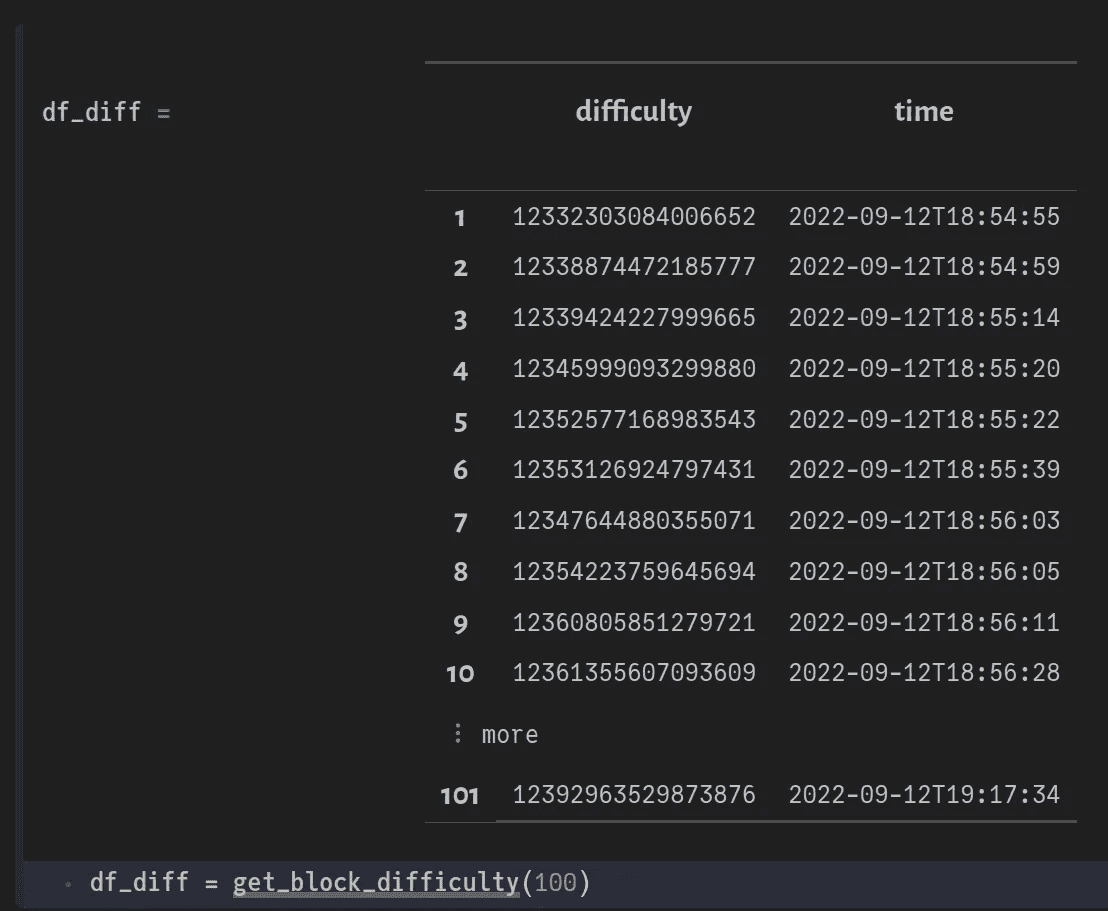 df_diff =
difficulty time
1 12332303084006652 2022-09-12T18:54:55
2 12338874472185777 2022-09-12T18:54:59
3 12339424227999665 2022-09-12T18:55:14
4 12345999093299880 2022-09-12T18:55:20
5 12352577168983543 2022-09-12T18:55:22
6 12353126924797431 2022-09-12T18:55:39
7 12347644880355071 2022-09-12T18:56:03
8 12354223759645694 2022-09-12T18:56:05
9 12360805851279721 2022-09-12T18:56:11
10 12361355607093609 2022-09-12T18:56:28
⋮ more
101 12392963529873876 2022-09-12T19:17:34
df_diff = get_block_difficulty(100)